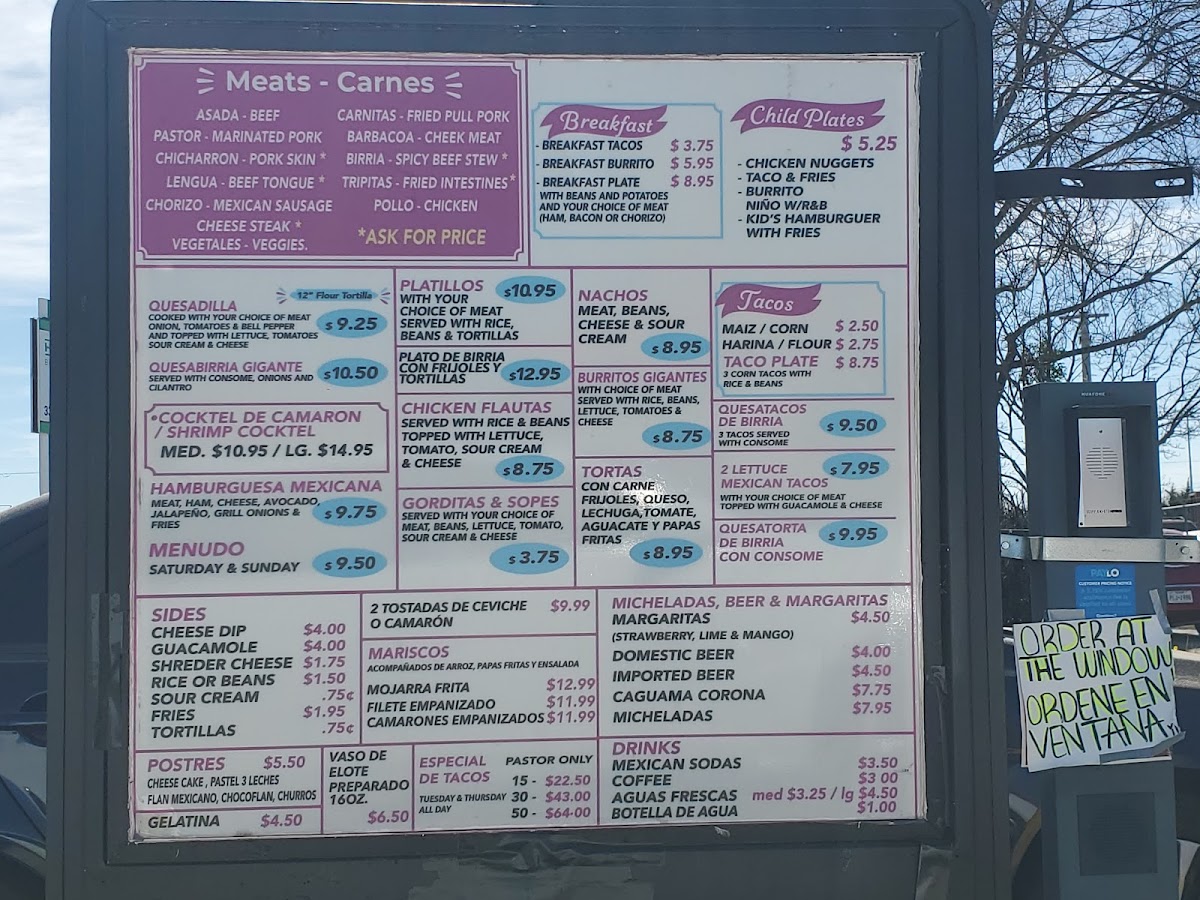 Meats - Carnes
ASADA - BEEF
PASTOR - MARINATED PORK
CHICHARRON - PORK SKIN *
LENGUA - BEEF TONGUE *
CHORIZO - MEXICAN SAUSAGE
CHEESE STEAK *
VEGETALES - VEGGIES.
CARNITAS - FRIED PULL PORK
BARBACOA - CHEEK MEAT
BIRRIA - SPICY BEEF STEW *
TRIPITAS - FRIED INTESTINES *
POLLO - CHICKEN
*ASK FOR PRICE
Breakfast
- BREAKFAST TACOS $ 3.75
- BREAKFAST BURRITO $ 5.95
- BREAKFAST PLATE $ 8.95
WITH BEANS AND POTATOES
AND YOUR CHOICE OF MEAT
(HAM, BACON OR CHORIZO)
Child Plates
$ 5.25
- CHICKEN NUGGETS
- TACO & FRIES
- BURRITO
NIÑO W/R&B
- KID'S HAMBURGUER
WITH FRIES
12" Flour Tortilla
QUESADILLA
COOKED WITH YOUR CHOICE OF MEAT
ONION, TOMATOES & BELL PEPPER
AND TOPPED WITH LETTUCE, TOMATOES
SOUR CREAM & CHEESE
$ 9.25
QUESABIRRIA GIGANTE
SERVED WITH CONSOME, ONIONS AND
CILANTRO
$10.50
•COCKTEL DE CAMARON
/ SHRIMP COCKTEL
MED. $10.95 / LG. $14.95
HAMBURGUESA MEXICANA
MEAT, HAM, CHEESE, AVOCADO,
JALAPEÑO, GRILL ONIONS &
FRIES
$ 9.75
MENUDO
SATURDAY & SUNDAY $ 9.50
PLATILLOS $10.95
WITH YOUR
CHOICE OF MEAT
SERVED WITH RICE,
BEANS & TORTILLAS
PLATO DE BIRRIA
CON FRIJOLES Y
TORTILLAS $12.95
CHICKEN FLAUTAS
SERVED WITH RICE & BEANS
TOPPED WITH LETTUCE,
TOMATO, SOUR CREAM
& CHEESE
$8.75
GORDITAS & SOPES
SERVED WITH YOUR CHOICE OF
MEAT, BEANS, LETTUCE, TOMATO,
SOUR CREAM & CHEESE
$ 3.75
NACHOS
MEAT, BEANS,
CHEESE & SOUR
CREAM $ 8.95
BURRITOS GIGANTES
WITH CHOICE OF MEAT
SERVED WITH RICE, BEANS,
LETTUCE, TOMATOES &
CHEESE
$ 8.75
TORTAS
CON CARNE
FRIJOLES, QUESO,
LECHUGA,TOMATE,
AGUACATE Y PAPAS
FRITAS
$8.95
Tacos
MAIZ / CORN $ 2.50
HARINA / FLOUR $ 2.75
TACO PLATE $ 8.75
3 CORN TACOS WITH
RICE & BEANS
QUESATACOS
DE BIRRIA
3 TACOS SERVED
WITH CONSOME
$ 9.50
2 LETTUCE
MEXICAN TACOS
$7.95
WITH YOUR CHOICE OF MEAT
TOPPED WITH GUACAMOLE & CHEESE
QUESATORTA
DE BIRRIA
CON CONSOME
$9.95
SIDES
CHEESE DIP $4.00
GUACAMOLE $4.00
SHREDER CHEESE $1.75
RICE OR BEANS $1.50
SOUR CREAM .75¢
FRIES $1.95
TORTILLAS .75¢
2 TOSTADAS DE CEVICHE $9.99
O CAMARÓN
MARISCOS
ACOMPAÑADOS DE ARROZ, PAPAS FRITAS Y ENSALADA
MOJARRA FRITA $12.99
FILETE EMPANIZADO $11.99
CAMARONES EMPANIZADOS $11.99
MICHELADAS, BEER & MARGARITAS
MARGARITAS $4.50
(STRAWBERRY, LIME & MANGO)
DOMESTIC BEER $4.00
IMPORTED BEER $4.50
CAGUAMA CORONA $7.75
MICHELADAS $7.95
POSTRES $5.50
CHEESE CAKE , PASTEL 3 LECHES
FLAN MEXICANO, CHOCOFLAN, CHURROS
GELATINA $4.50
VASO DE
ELOTE
PREPARADO
16OZ.
$6.50
ESPECIAL
DE TACOS
TUESDAY & THURSDAY
ALL DAY
PASTOR ONLY
15 - $22.50
30 - $43.00
50 - $64.00
DRINKS
MEXICAN SODAS $3.50
COFFEE $3 00
AGUAS FRESCAS med $3.25 / lg $4.50
BOTELLA DE AGUA $1.00
PAYLO
CUSTOMER PRICING NOTICE
ORDER AT
THE WINDOW
ORDENE EN
VENTANA